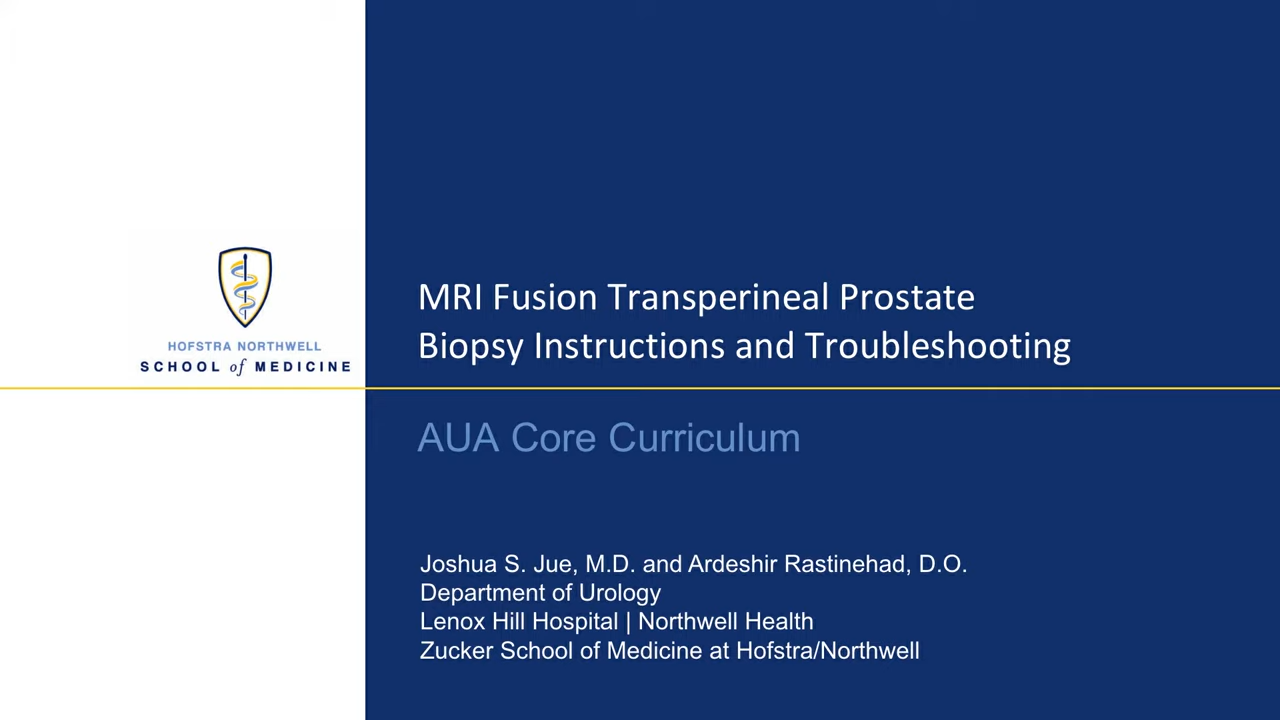 HOFSTRA NORTHWELL
SCHOOL of MEDICINE
MRI Fusion Transperineal Prostate
Biopsy Instructions and Troubleshooting
AUA Core Curriculum
Joshua S. Jue, M.D. and Ardeshir Rastinehad, D.O.
Department of Urology
Lenox Hill Hospital | Northwell Health
Zucker School of Medicine at Hofstra/Northwell